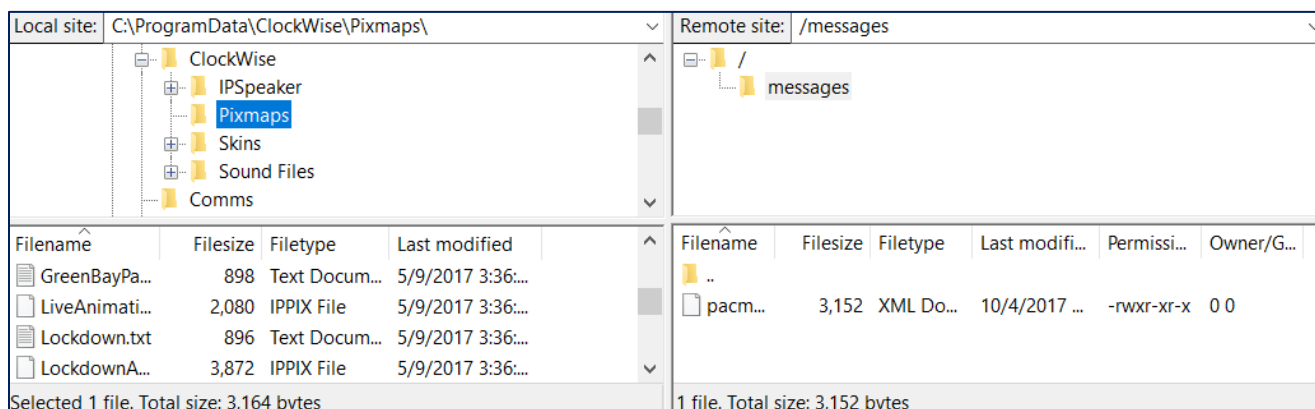 Local site: C:\ProgramData\ClockWise\Pixmaps\
ClockWise
IPSpeaker
Pixmaps
Skins
Sound Files
Comms
Filename Filesize Filetype Last modified
GreenBayPa... 898 Text Docum... 5/9/2017 3:36:...
LiveAnimati... 2,080 IPPIX File 5/9/2017 3:36:...
Lockdown.txt 896 Text Docum... 5/9/2017 3:36:...
LockdownA... 3,872 IPPIX File 5/9/2017 3:36:...
Selected 1 file. Total size: 3,164 bytes
Remote site: /messages
/
messages
Filename Filesize Filetype Last modifi... Permissi... Owner/G...
..
pacm... 3,152 XML Do... 10/4/2017 ... -rwxr-xr-x 0 0
1 file. Total size: 3,152 bytes